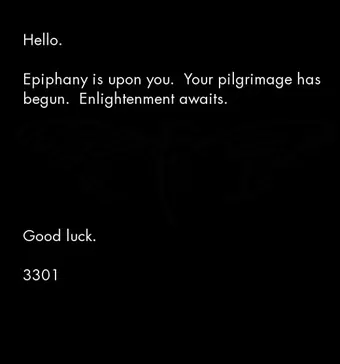 Hello.
Epiphany is upon you.  Your pilgrimage has
begun.  Enlightenment awaits.
Good luck.
3301